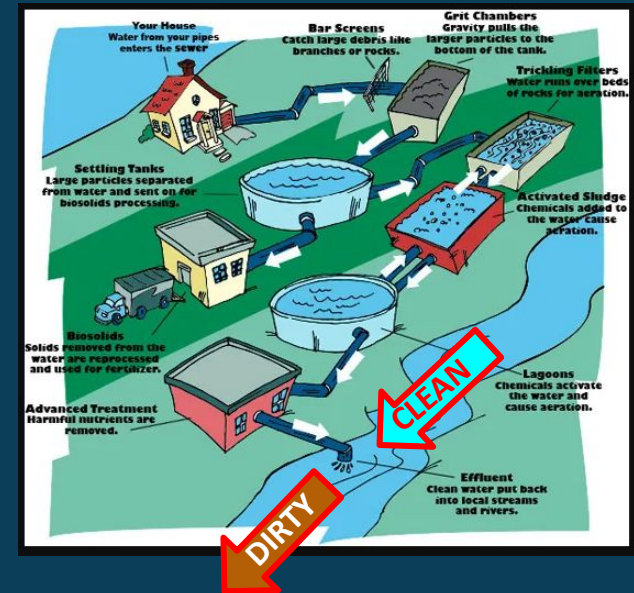 Your House
Water from your pipes
enters the sewer
Bar Screens
Catch large debris like
branches or rocks.
Grit Chambers
Gravity pulls the
larger particles to the
bottom of the tank.
Trickling Filters
Water runs over beds
of rocks for aeration.
Settling Tanks
Large particles separated
from water and sent on for
biosolids processing.
Activated Sludge
Chemicals added to
the water cause
aeration.
Biosolids
Solids removed from the
water are reprocessed
and used for fertilizer.
Lagoons
Chemicals activate
the water and
cause aeration.
Advanced Treatment
Harmful nutrients are
removed.
CLEAN
Effluent
Clean water put back
into local streams
and rivers.
DIRTY